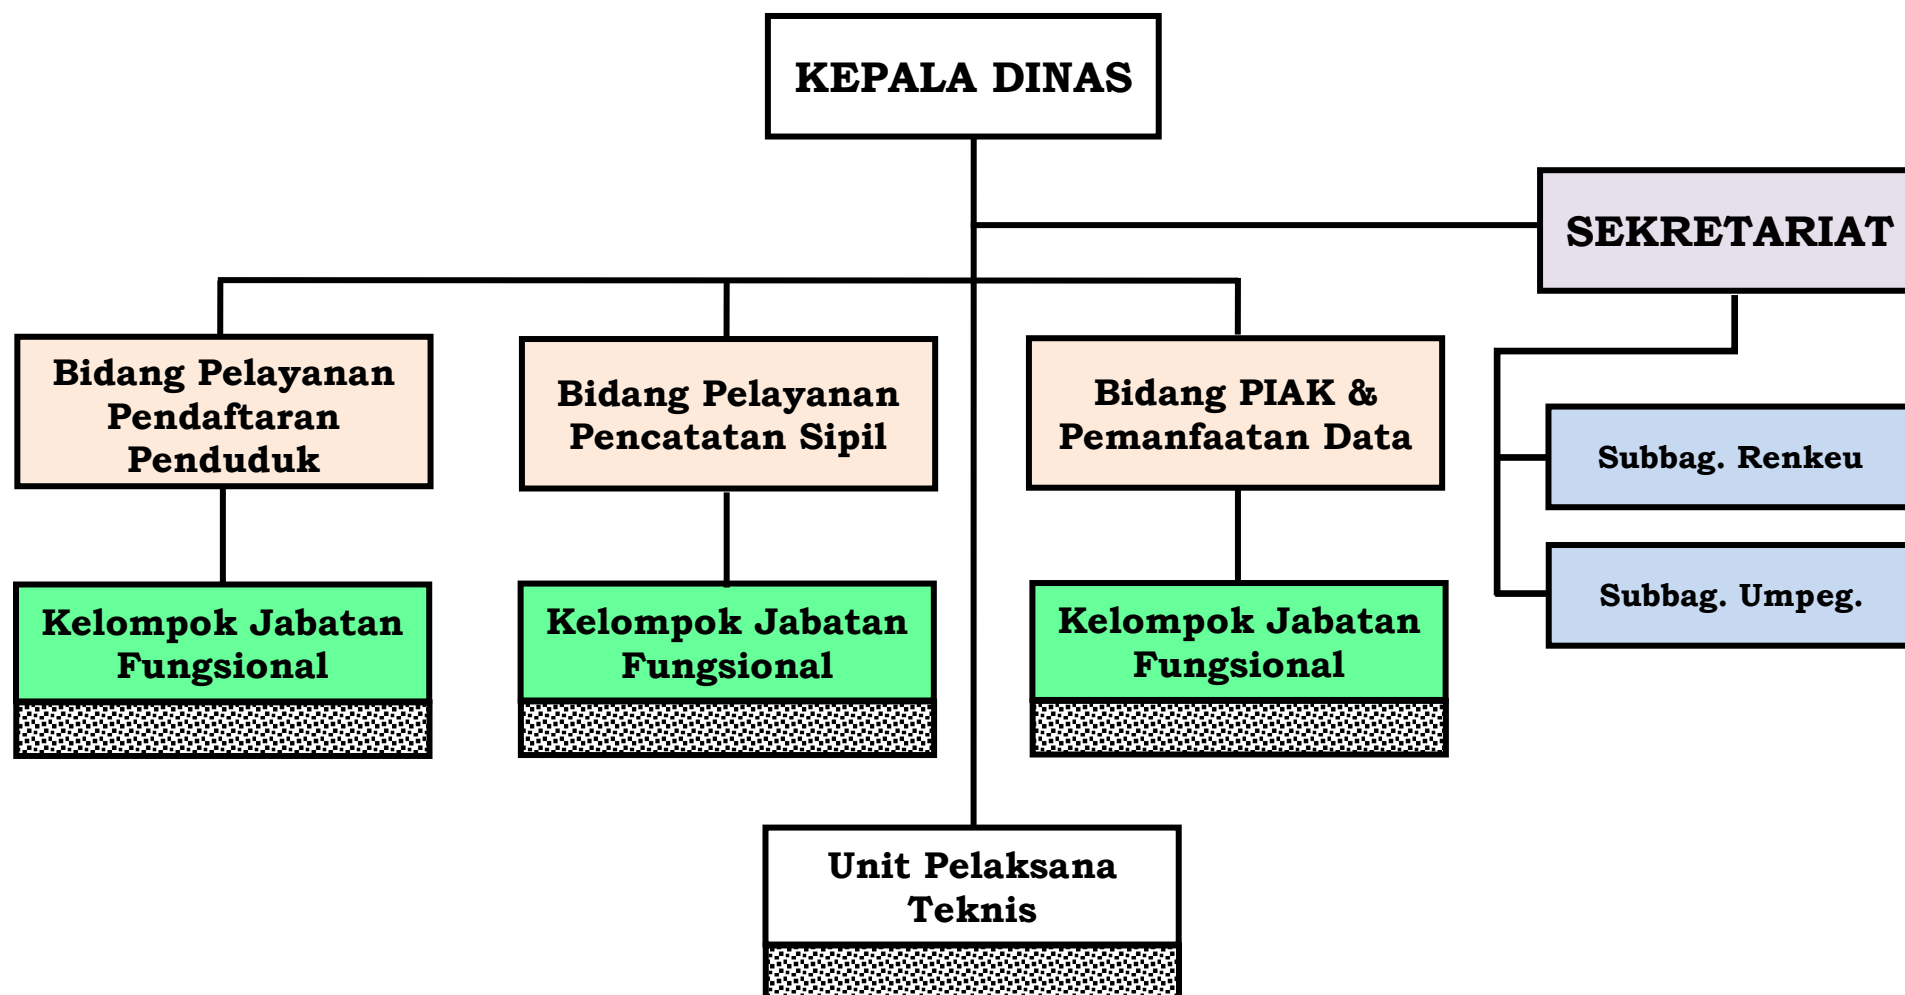 KEPALA DINAS
SEKRETARIAT
Bidang Pelayanan
Pendaftaran
Penduduk
Bidang Pelayanan
Pencatatan Sipil
Bidang PIAK &
Pemanfaatan Data
Subbag. Renkeu
Subbag. Umpeg.
Kelompok Jabatan
Fungsional
Kelompok Jabatan
Fungsional
Kelompok Jabatan
Fungsional
Unit Pelaksana
Teknis